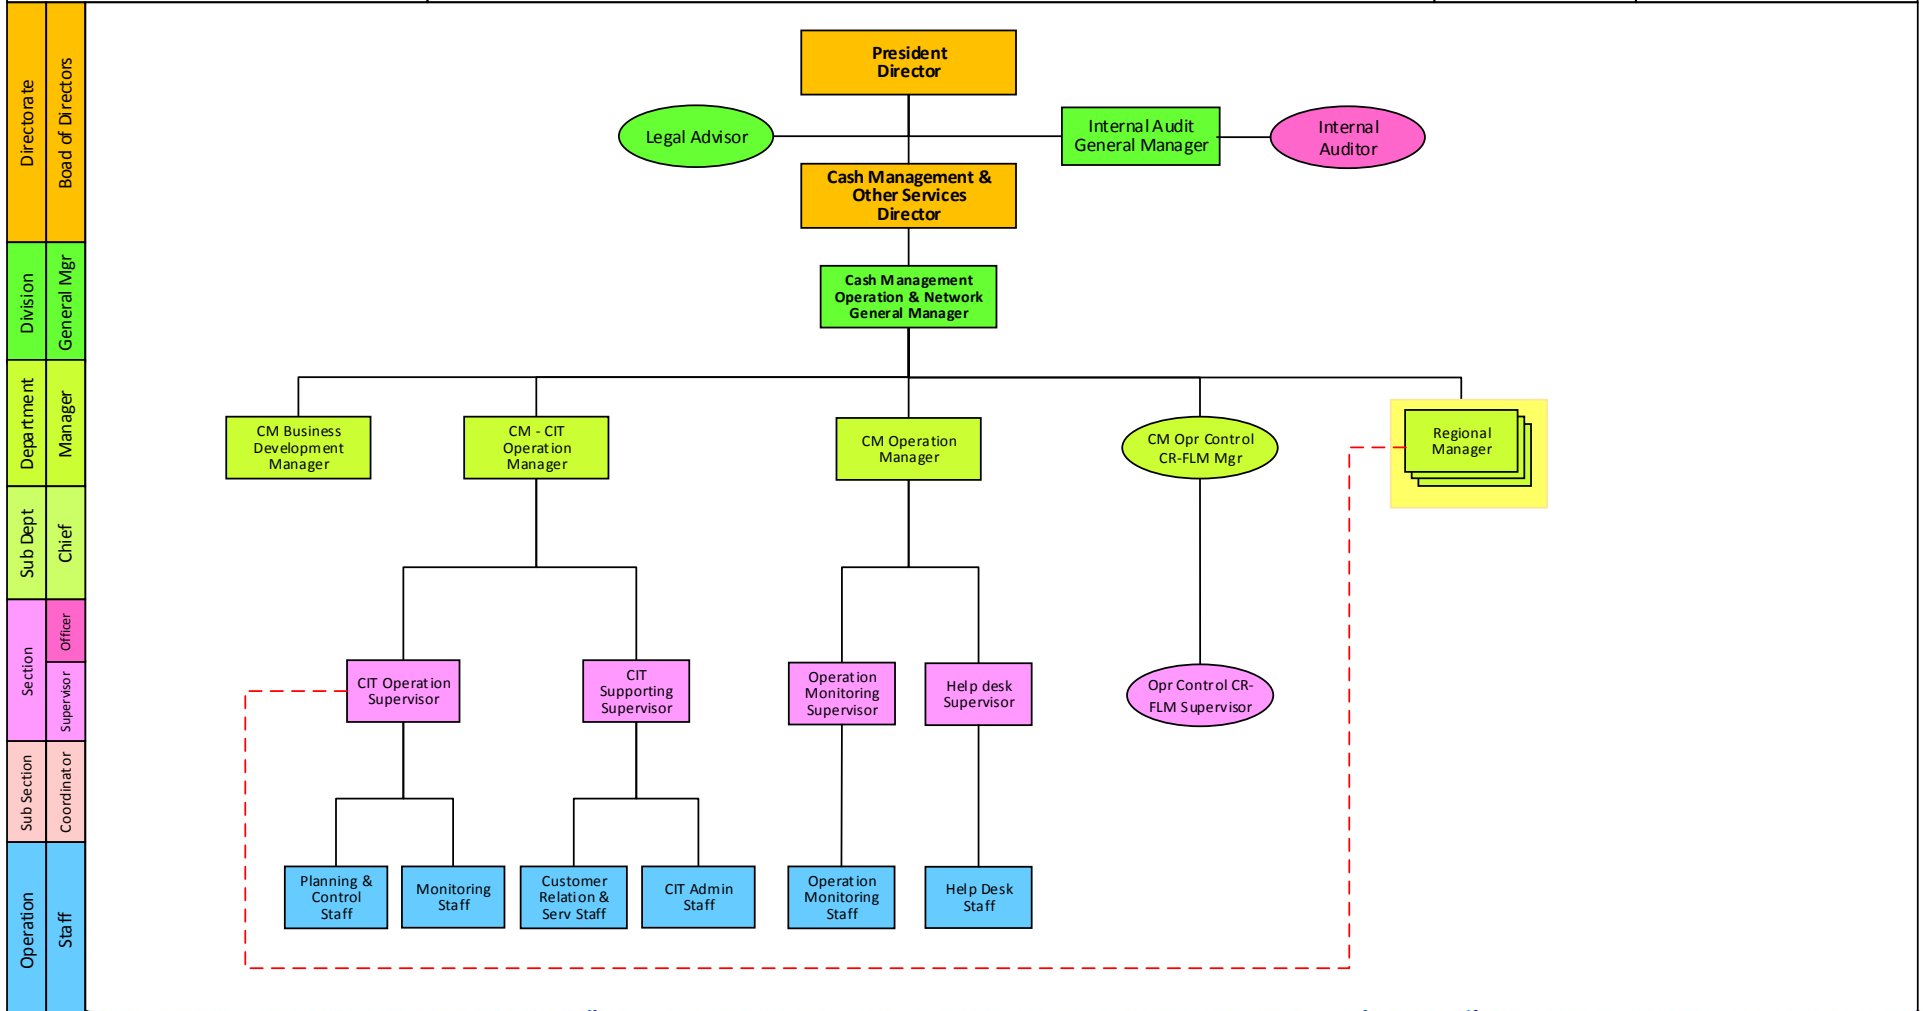 Directorate
Boad of Directors
Division
General Mgr
Department
Manager
Sub Dept
Chief
Section
Officer
Supervisor
Sub Section
Coordinator
Operation
Staff
President
Director
Legal Advisor
Internal Audit
General Manager
Internal
Auditor
Cash Management &
Other Services
Director
Cash Management
Operation & Network
General Manager
CM Business
Development
Manager
CM - CIT
Operation
Manager
CM Operation
Manager
CM Opr Control
CR-FLM Mgr
Regional
Manager
CIT Operation
Supervisor
CIT
Supporting
Supervisor
Operation
Monitoring
Supervisor
Help desk
Supervisor
Opr Control CR-
FLM Supervisor
Planning &
Control
Staff
Monitoring
Staff
Customer
Relation &
Serv Staff
CIT Admin
Staff
Operation
Monitoring
Staff
Help Desk
Staff